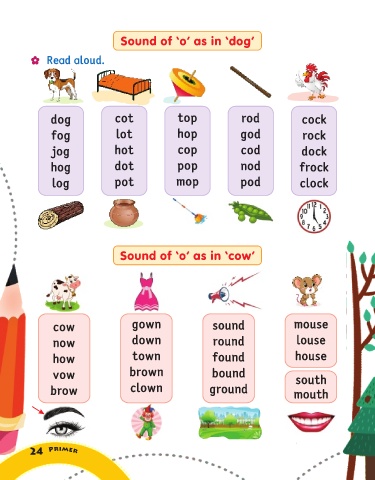 Sound of 'o' as in 'dog'
Read aloud.
dog
fog
jog
hog
log
cot
lot
hot
dot
pot
top
hop
cop
pop
mop
rod
god
cod
nod
pod
cock
rock
dock
frock
clock
Sound of 'o' as in 'cow'
cow
now
how
vow
brow
gown
down
town
brown
clown
sound
round
found
bound
ground
mouse
louse
house
south
mouth
24 PRIMER